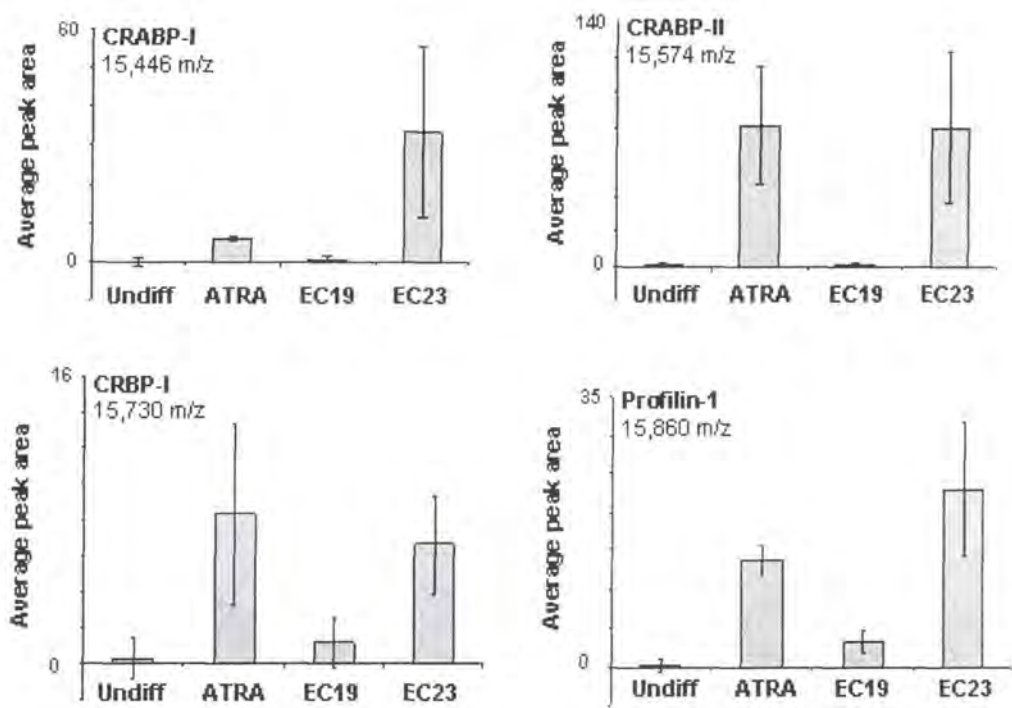 60
CRABP-I
15,446 m/z
Average peak area
0
Undiff ATRA EC19 EC23
140
CRABP-II
15,574 m/z
Average peak area
0
Undiff ATRA EC19 EC23
16
CRBP-I
15,730 m/z
Average peak area
0
Undiff ATRA EC19 EC23
35
Profilin-1
15,860 m/z
Average peak area
0
Undiff ATRA EC19 EC23